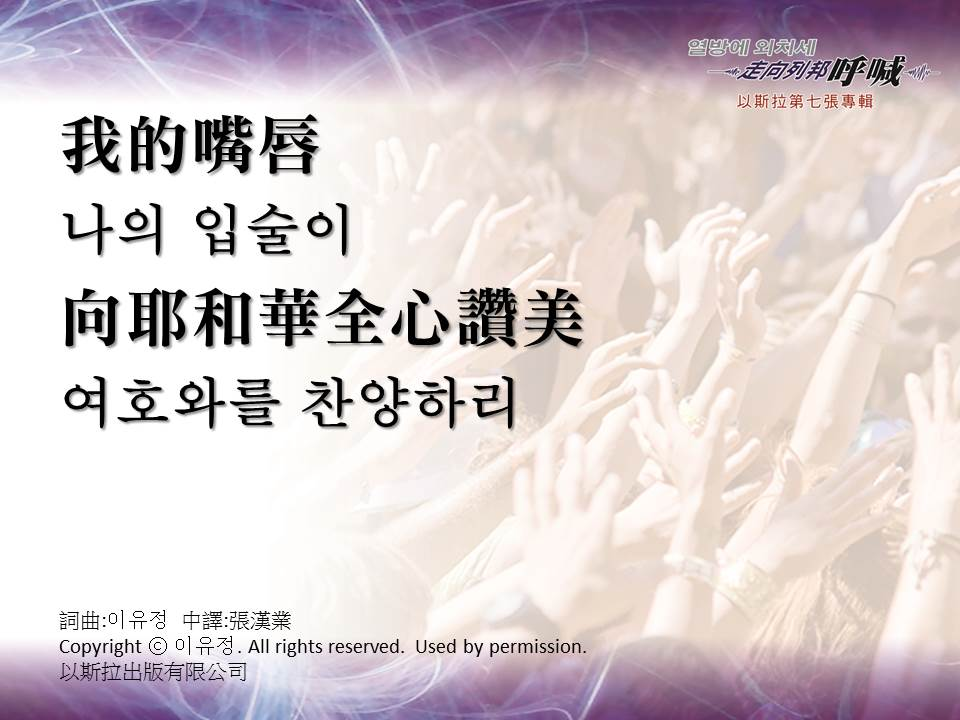 열방에 외치세
走向列邦呼喊
以斯拉第七張專輯
我的嘴唇
나의 입술이
向耶和華全心讚美
여호와를 찬양하리
詞曲:이유정 中譯:張漢業
Copyright ⓒ 이유정. All rights reserved. Used by permission.
以斯拉出版有限公司